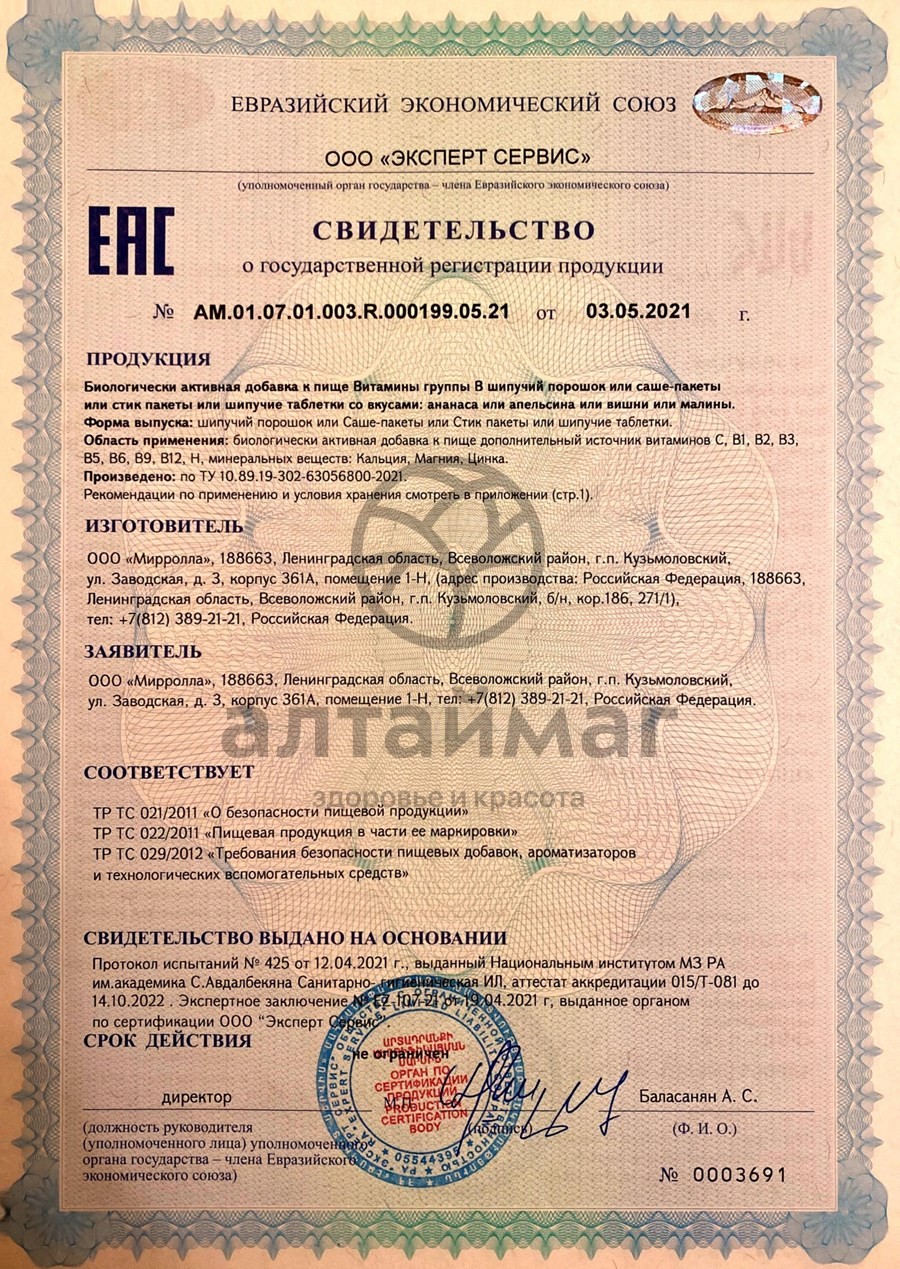 ЕВРАЗИЙСКИЙ ЭКОНОМИЧЕСКИЙ СОЮЗ
ООО «ЭКСПЕРТ СЕРВИС»
(уполномоченный орган государства – члена Евразийского экономического союза)
ЕАС
СВИДЕТЕЛЬСТВО
о государственной регистрации продукции
№ AM.01.07.01.003.R.000199.05.21 от 03.05.2021 г.
ПРОДУКЦИЯ
Биологически активная добавка к пище Витамины группы В шипучий порошок или саше-пакеты
или стик пакеты или шипучие таблетки со вкусами: ананаса или апельсина или вишни или малины.
Форма выпуска: шипучий порошок или Саше-пакеты или Стик пакеты или шипучие таблетки.
Область применения: биологически активная добавка к пище дополнительный источник витаминов С, В1, В2, В3,
В5, В6, В9, В12, Н, минеральных веществ: Кальция, Магния, Цинка.
Произведено: по ТУ 10.89.19-302-63056800-2021.
Рекомендации по применению и условия хранения смотреть в приложении (стр.1).
ИЗГОТОВИТЕЛЬ
ООО «Мирролла», 188663, Ленинградская область, Всеволожский район, г.п. Кузьмоловский,
ул. Заводская, д. 3, корпус 361А, помещение 1-Н, (адрес производства: Российская Федерация, 188663,
Ленинградская область, Всеволожский район, г.п. Кузьмоловский, б/н, кор.186, 271/1),
тел: +7(812) 389-21-21, Российская Федерация.
ЗАЯВИТЕЛЬ
ООО «Мирролла», 188663, Ленинградская область, Всеволожский район, г.п. Кузьмоловский,
ул. Заводская, д. 3, корпус 361А, помещение 1-Н, тел: +7(812) 389-21-21, Российская Федерация.
алтаймаг
СООТВЕТСТВУЕТ
здоровье и красота
ТР ТС 021/2011 «О безопасности пищевой продукции»
ТР ТС 022/2011 «Пищевая продукция в части ее маркировки»
ТР ТС 029/2012 «Требования безопасности пищевых добавок, ароматизаторов
и технологических вспомогательных средств»
СВИДЕТЕЛЬСТВО ВЫДАНО НА ОСНОВАНИИ
Протокол испытаний № 425 от 12.04.2021 г., выданный Национальным институтом МЗ РА
им.академика С.Авдалбекяна Санитарно- гигиеническая ИЛ, аттестат аккредитации 015/Т-081 до
14.10.2022 . Экспертное заключение № EZ-107-21 от 19.04.2021 г, выданное органом
по сертификации ООО "Эксперт Сервис"
СРОК ДЕЙСТВИЯ
не ограничен
ОРГАН ПО
СЕРТИФИКАЦИИ
ПРОДУКЦИИ
PRODUCTION
CERTIFICATION
BODY
05544398
директор
М.П.
Баласанян А. С.
(должность руководителя
(подпись)
(Ф. И. О.)
(уполномоченного лица) уполномоченного
органа государства – члена Евразийского
экономического союза)
№ 0003691